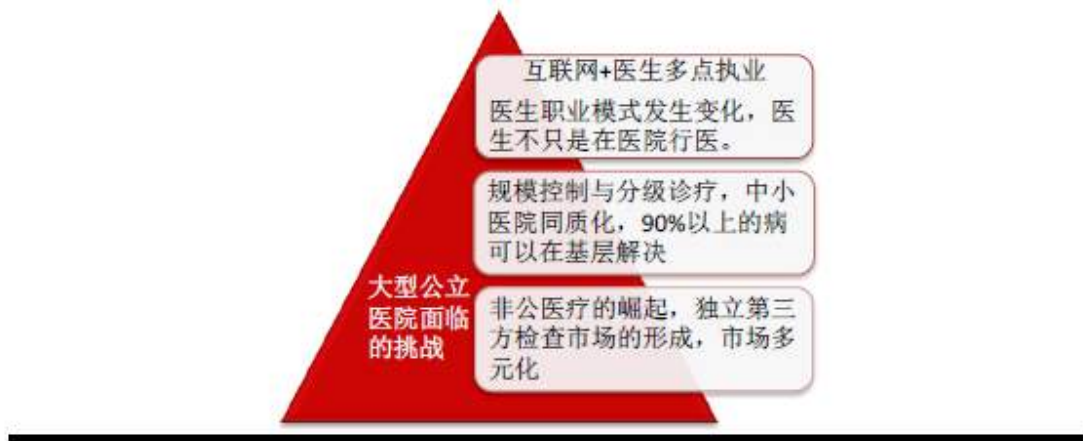 互联网+医生多点执业
医生职业模式发生变化，医
生不只是在医院行医。
规模控制与分级诊疗，中小
医院同质化，90%以上的病
可以在基层解决
大型公立
医院面临
的挑战
非公医疗的崛起，独立第三
方检查市场的形成，市场多
元化